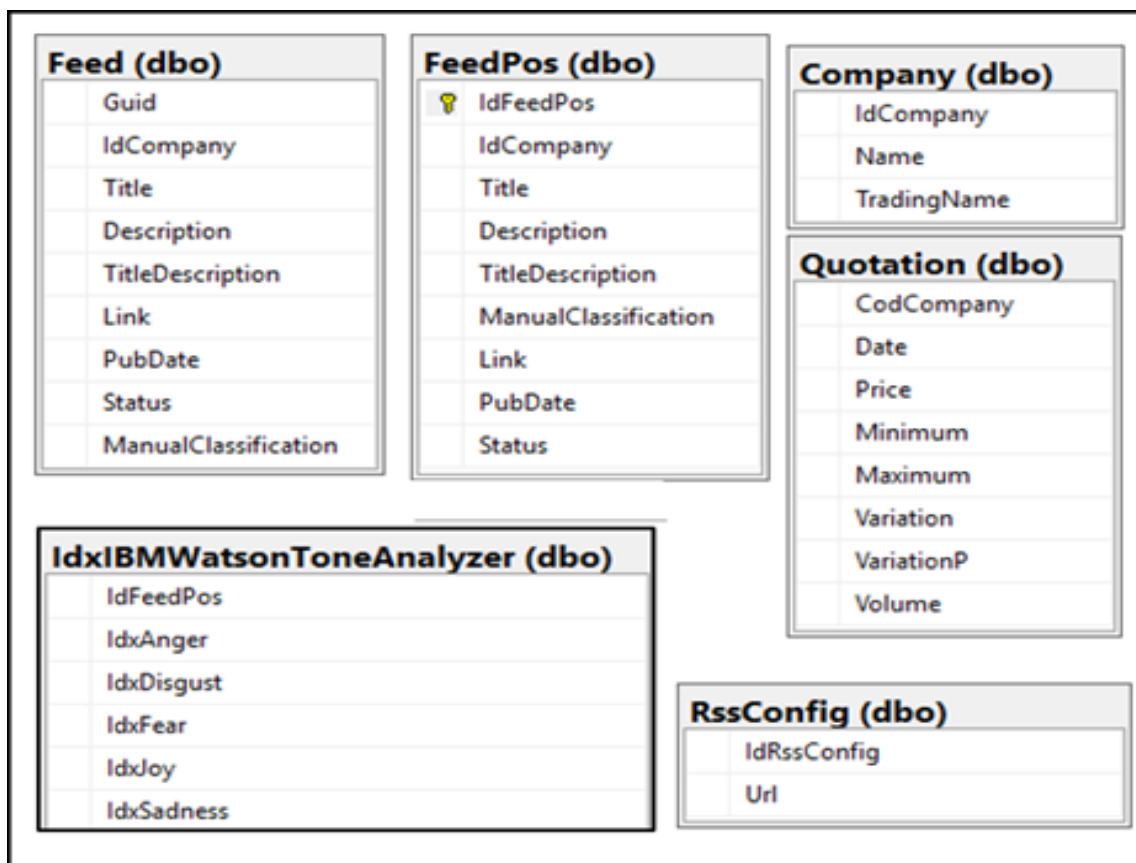 Feed (dbo)
Guid
IdCompany
Title
Description
TitleDescription
Link
PubDate
Status
ManualClassification
FeedPos (dbo)
IdFeedPos
IdCompany
Title
Description
TitleDescription
ManualClassification
Link
PubDate
Status
Company (dbo)
IdCompany
Name
TradingName
Quotation (dbo)
CodCompany
Date
Price
Minimum
Maximum
Variation
VariationP
Volume
IdxIBMWatsonToneAnalyzer (dbo)
IdFeedPos
IdxAnger
IdxDisgust
IdxFear
IdxJoy
IdxSadness
RssConfig (dbo)
IdRssConfig
Url